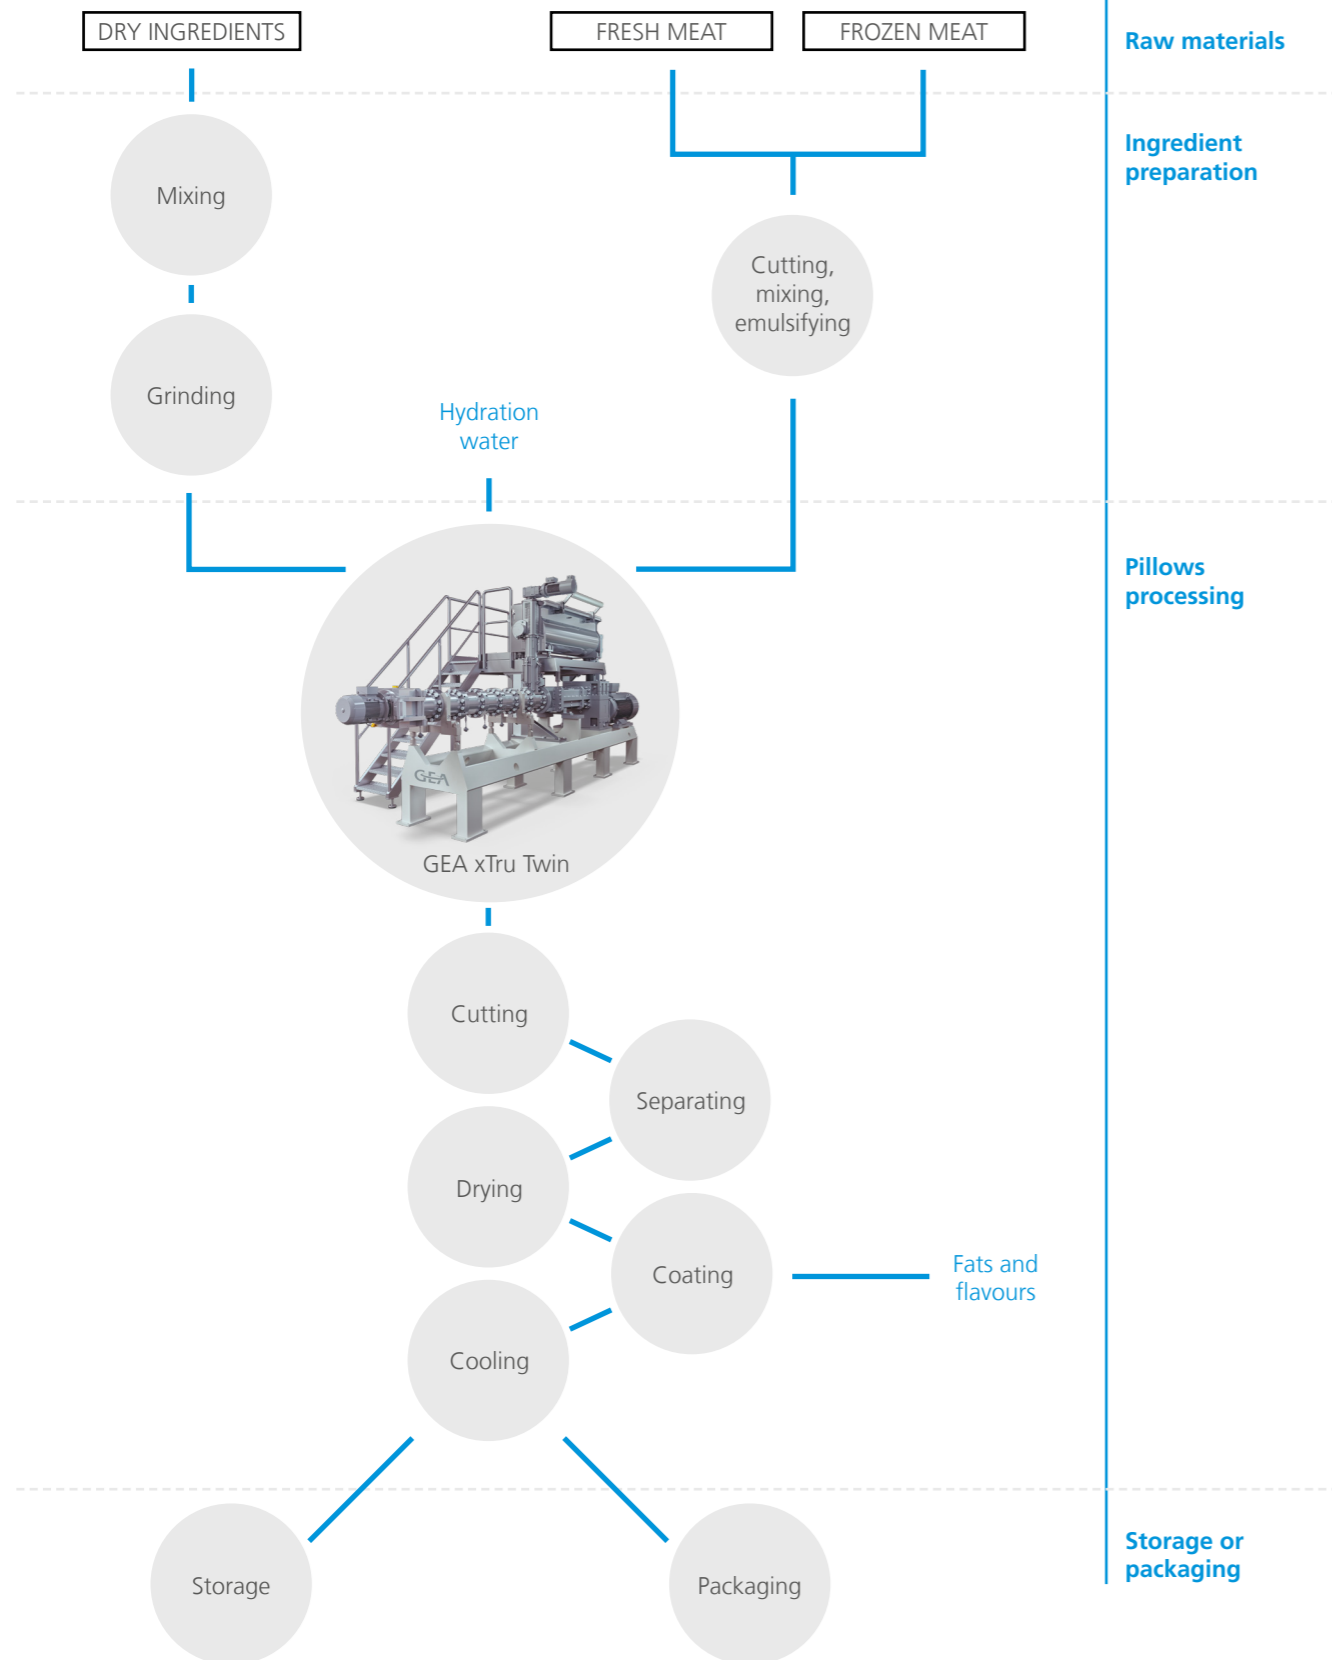 DRY INGREDIENTS
FRESH MEAT
FROZEN MEAT
Raw materials
Ingredient
preparation
Mixing
Cutting,
mixing,
emulsifying
Grinding
Hydration
water
Pillows
processing
GEA
GEA xTru Twin
Cutting
Separating
Drying
Coating
Fats and
flavours
Cooling
Storage or
packaging
Storage
Packaging